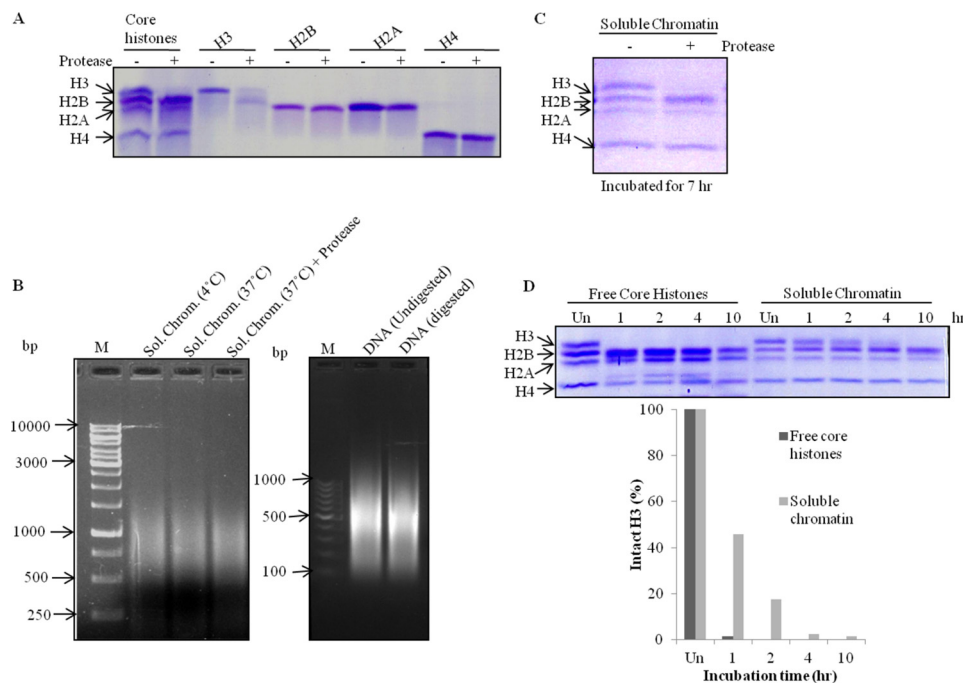 A
Core histones
H3
H2B
H2A
H4
Protease
- + - + - + - + - +
H3
H2B
H2A
H4
C
Soluble Chromatin
- + Protease
H3
H2B
H2A
H4
Incubated for 7 hr
B
bp
M
Sol. Chrom. (4˚C)
Sol. Chrom. (37˚C)
Sol. Chrom. (37˚C) + Protease
10000
3000
1000
500
250
bp
M
DNA (Undigested)
DNA (digested)
1000
500
100
D
Free Core Histones
Soluble Chromatin
Un 1 2 4 10 Un 1 2 4 10 hr
H3
H2B
H2A
H4
Intact H3 (%)
100
80
60
40
20
0
Free core histones
Soluble chromatin
Un 1 2 4 10
Incubation time (hr)